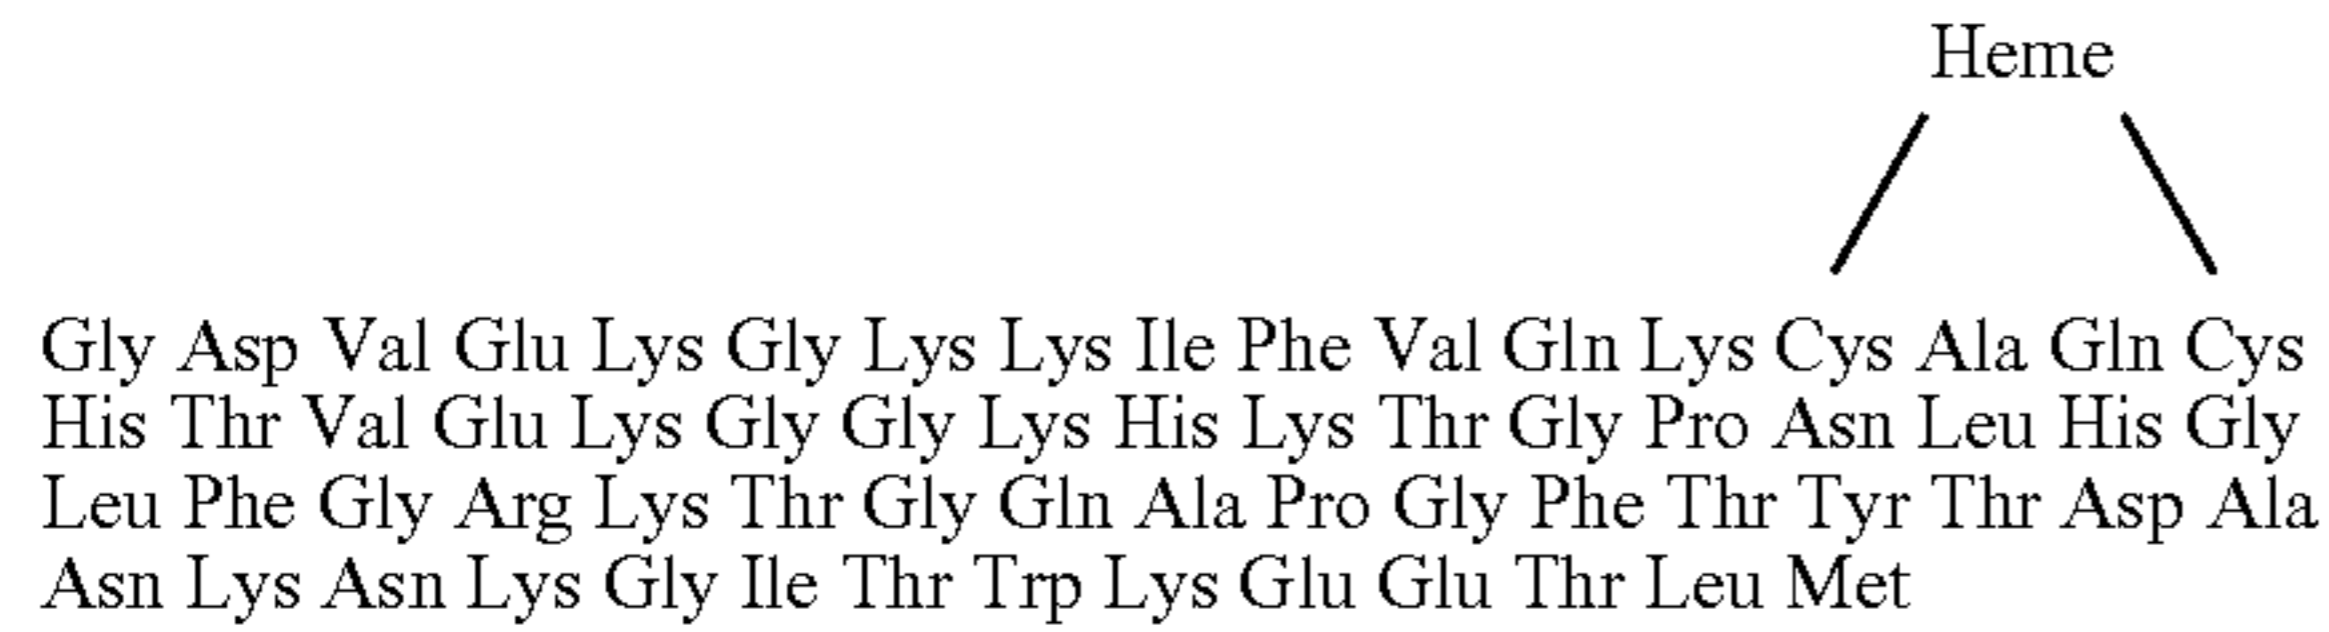 Heme
Gly Asp Val Glu Lys Gly Lys Lys Ile Phe Val Gln Lys Cys Ala Gln Cys
His Thr Val Glu Lys Gly Gly Lys His Lys Thr Gly Pro Asn Leu His Gly
Leu Phe Gly Arg Lys Thr Gly Gln Ala Pro Gly Phe Thr Tyr Thr Asp Ala
Asn Lys Asn Lys Gly Ile Thr Trp Lys Glu Glu Thr Leu Met